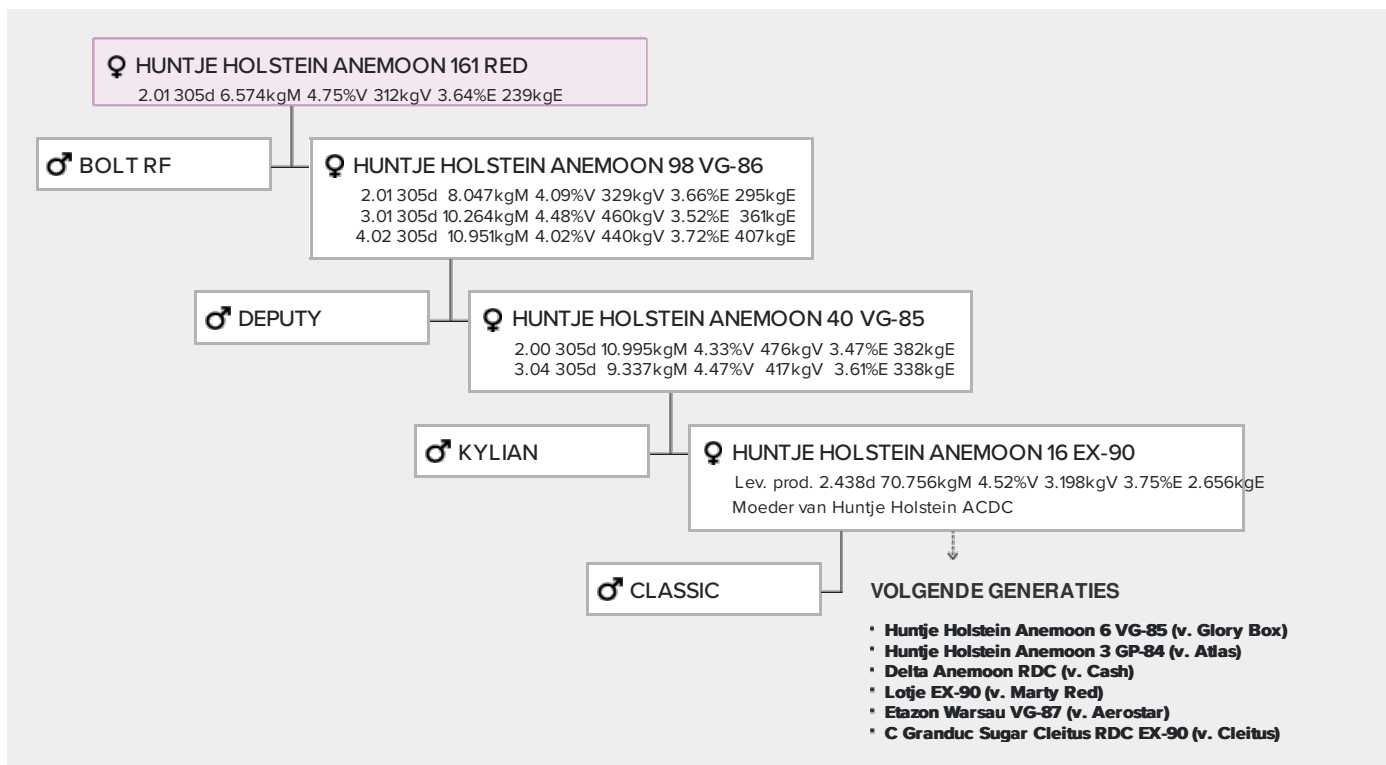 HUNTJE HOLSTEIN ANEMOON 161 RED
2.01 305d 6.574kgM 4.75%V 312kgV 3.64%E 239kgE
BOLT RF
HUNTJE HOLSTEIN ANEMOON 98 VG-86
2.01 305d 8.047kgM 4.09%V 329kgV 3.66%E 295kgE
3.01 305d 10.264kgM 4.48%V 460kgV 3.52%E 361kgE
4.02 305d 10.951kgM 4.02%V 440kgV 3.72%E 407kgE
DEPUTY
HUNTJE HOLSTEIN ANEMOON 40 VG-85
2.00 305d 10.995kgM 4.33%V 476kgV 3.47%E 382kgE
3.04 305d 9.337kgM 4.47%V 417kgV 3.61%E 338kgE
KYLIAN
HUNTJE HOLSTEIN ANEMOON 16 EX-90
Lev. prod. 2.438d 70.756kgM 4.52%V 3.198kgV 3.75%E 2.656kgE
Moeder van Huntje Holstein ACDC
CLASSIC
VOLGENDE GENERATIES
· Huntje Holstein Anemoon 6 VG-85 (v. Glory Box)
· Huntje Holstein Anemoon 3 GP-84 (v. Atlas)
· Delta Anemoon RDC (v. Cash)
· Lotje EX-90 (v. Marty Red)
· Etazon Warsau VG-87 (v. Aerostar)
· C Granduc Sugar Cleitus RDC EX-90 (v. Cleitus)